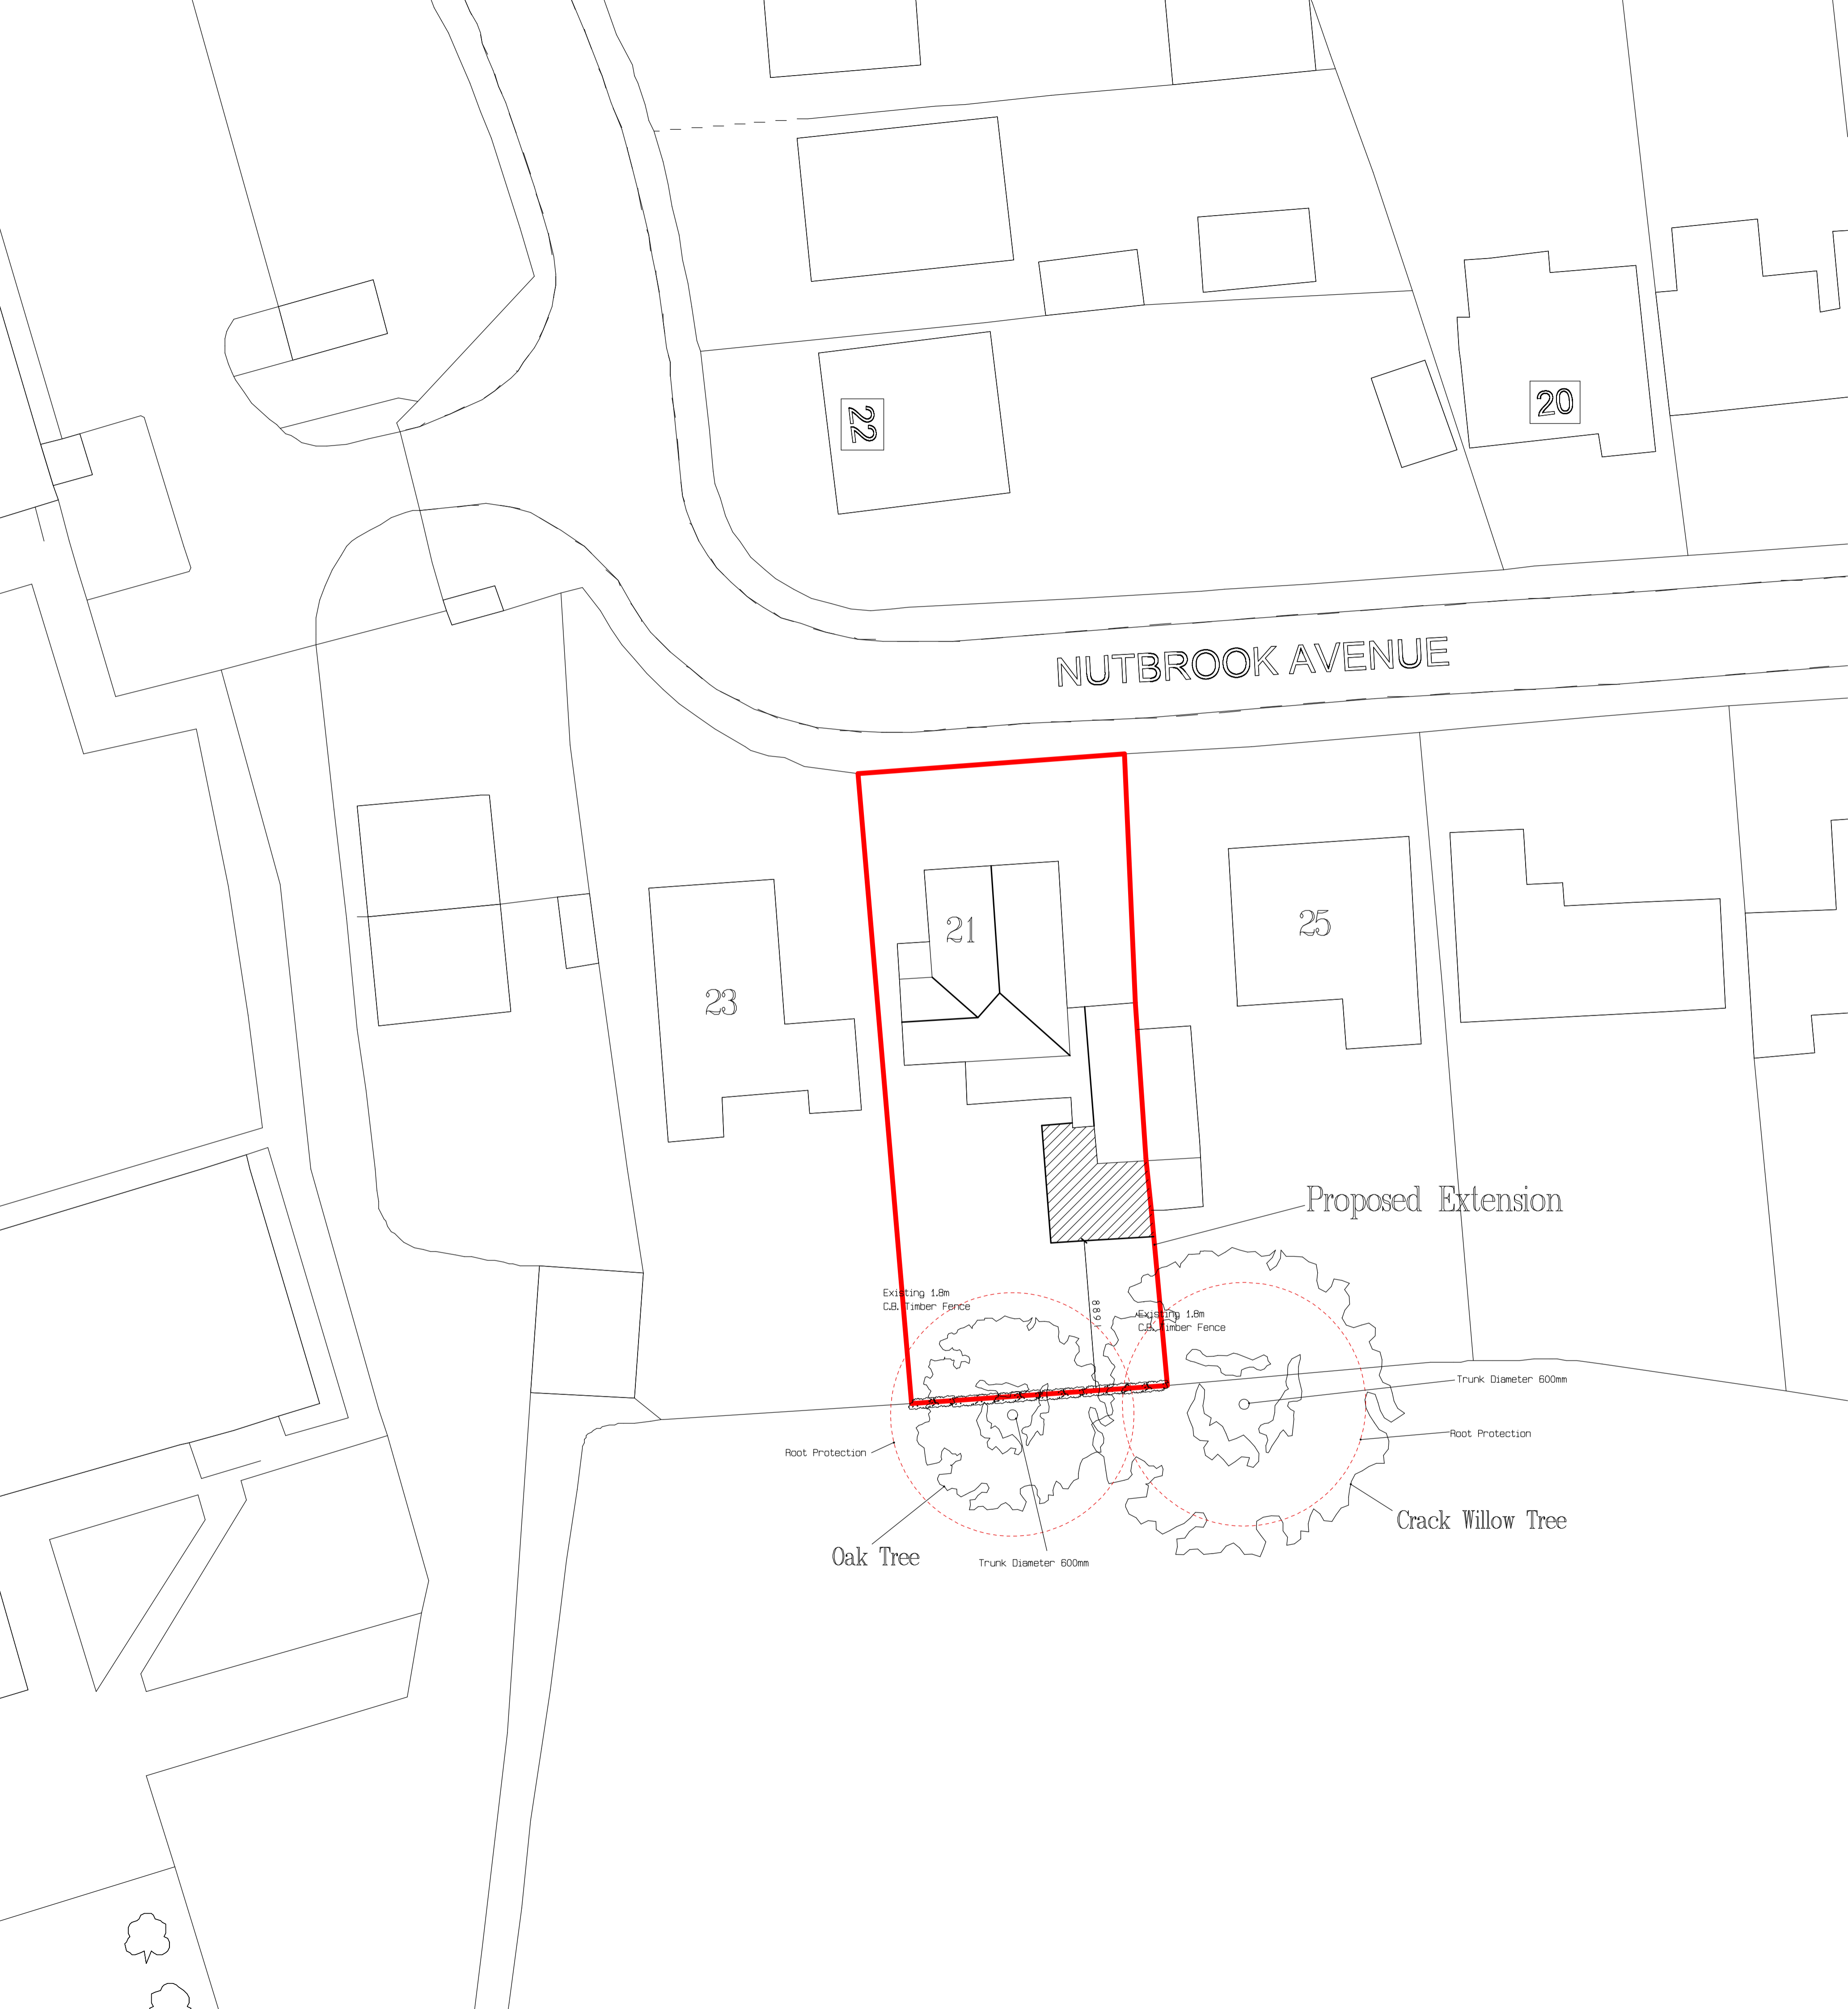 22
20
NUTBROOK AVENUE
21
25
23
Proposed Extension
Existing 1.8m
C.B. Timber Fence
8891
Existing 1.8m
C.B. Timber Fence
Trunk Diameter 600mm
Root Protection
Root Protection
Crack Willow Tree
Oak Tree
Trunk Diameter 600mm